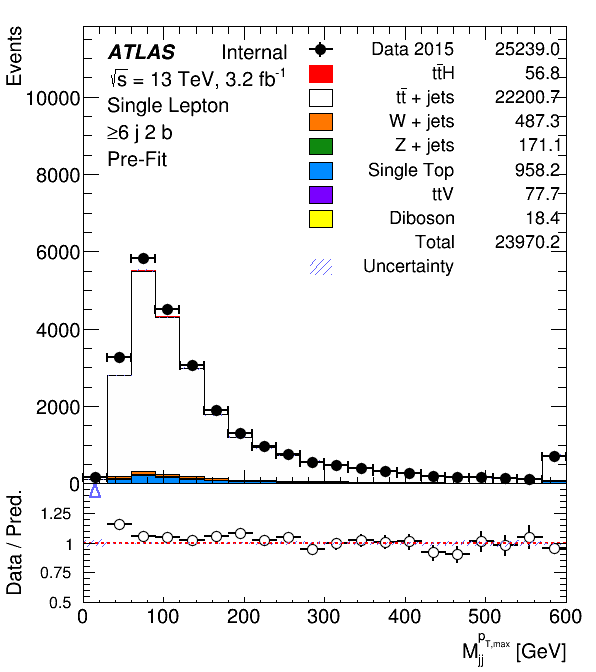 Events
ATLAS Internal
√s = 13 TeV, 3.2 fb⁻¹
Single Lepton
≥6 j 2 b
Pre-Fit
Data 2015 25239.0
tt̄H 56.8
tt̄ + jets 22200.7
W + jets 487.3
Z + jets 171.1
Single Top 958.2
ttV 77.7
Diboson 18.4
Total 23970.2
Uncertainty
10000
8000
6000
4000
2000
0
Data / Pred.
1.25
1
0.75
0.5
0 100 200 300 400 500 600
M_jj^{p_{T,max}} [GeV]